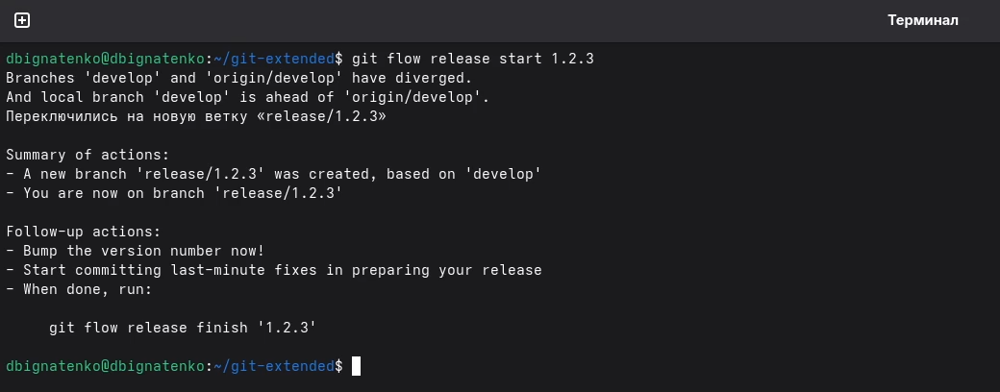 Терминал
dbignatenko@dbignatenko:~/git-extended$ git flow release start 1.2.3
Branches 'develop' and 'origin/develop' have diverged.
And local branch 'develop' is ahead of 'origin/develop'.
Переключились на новую ветку «release/1.2.3»
Summary of actions:
- A new branch 'release/1.2.3' was created, based on 'develop'
- You are now on branch 'release/1.2.3'
Follow-up actions:
- Bump the version number now!
- Start committing last-minute fixes in preparing your release
- When done, run:
git flow release finish '1.2.3'
dbignatenko@dbignatenko:~/git-extended$